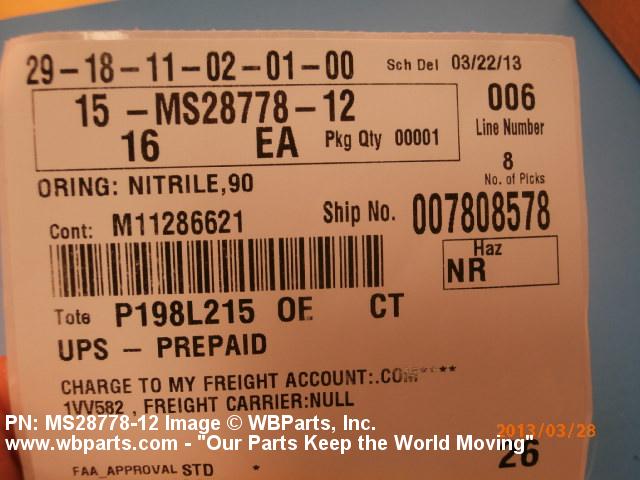 29-18-11-02-01-00 Sch Del 03/22/13
15 -MS28778-12
006
16 EA Pkg Qty 00001
Line Number
8
No. of Picks
ORING: NITRILE,90
Cont: M11286621 Ship No. 007808578
Haz
NR
Tote P198L215 OE CT
UPS - PREPAID
CHARGE TO MY FREIGHT ACCOUNT:.COM*****
1VV582 , FREIGHT CARRIER:NULL
PN: MS28778-12 Image © WBParts, Inc.
2013/03/28
www.wbparts.com - "Our Parts Keep the World Moving"
26
FAA_APPROVAL STD *